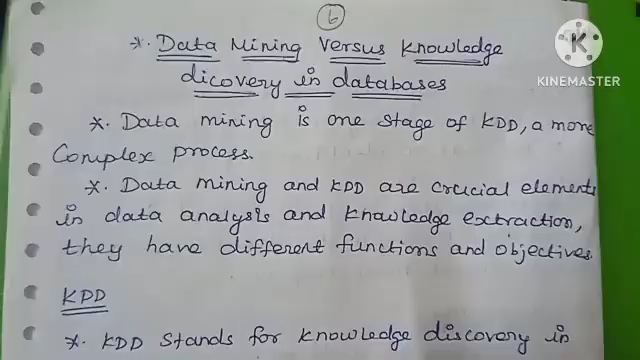 6
*. Data Mining Versus Knowledge
dicovery in databases
*. Data mining is one stage of KDD, a more
Complex process.
*. Data mining and KDD are crucial elements
in data analysis and knowledge extraction,
they have different functions and objectives.
KDD
*. KDD stands for knowledge discovery in
K
KINEMASTER